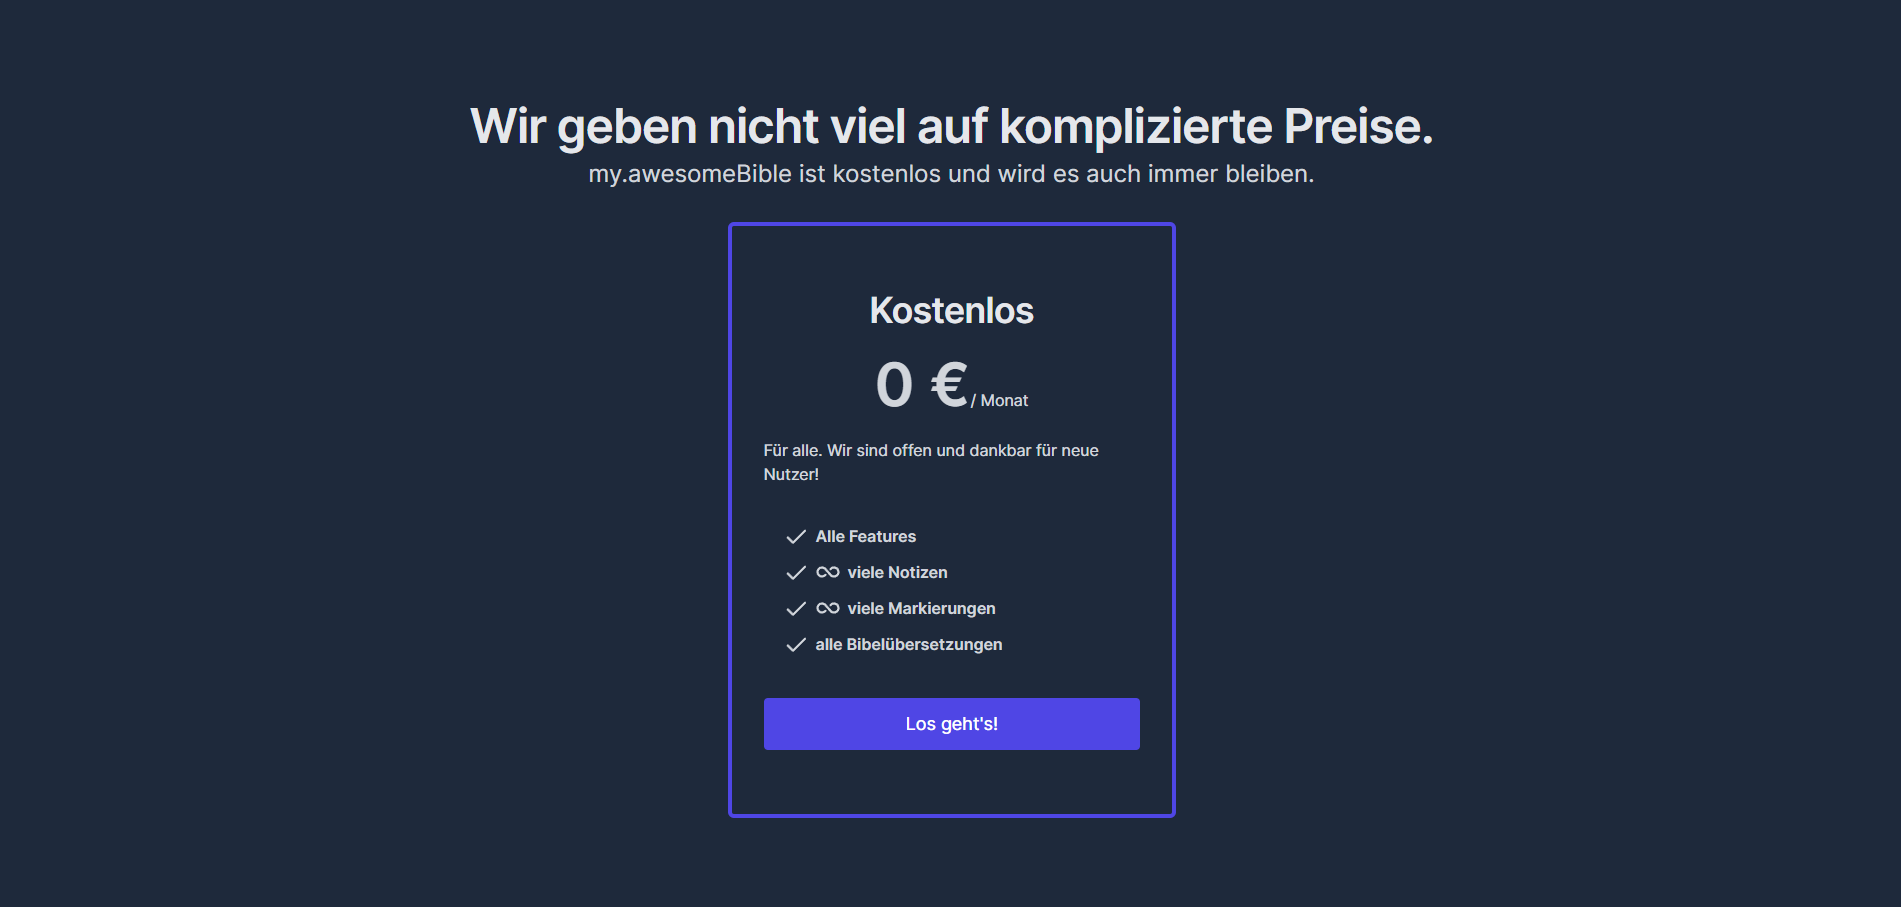 Wir geben nicht viel auf komplizierte Preise.
my.awesomeBible ist kostenlos und wird es auch immer bleiben.
Kostenlos
0 € / Monat
Für alle. Wir sind offen und dankbar für neue
Nutzer!
Alle Features
∞ viele Notizen
∞ viele Markierungen
alle Bibelübersetzungen
Los geht's!